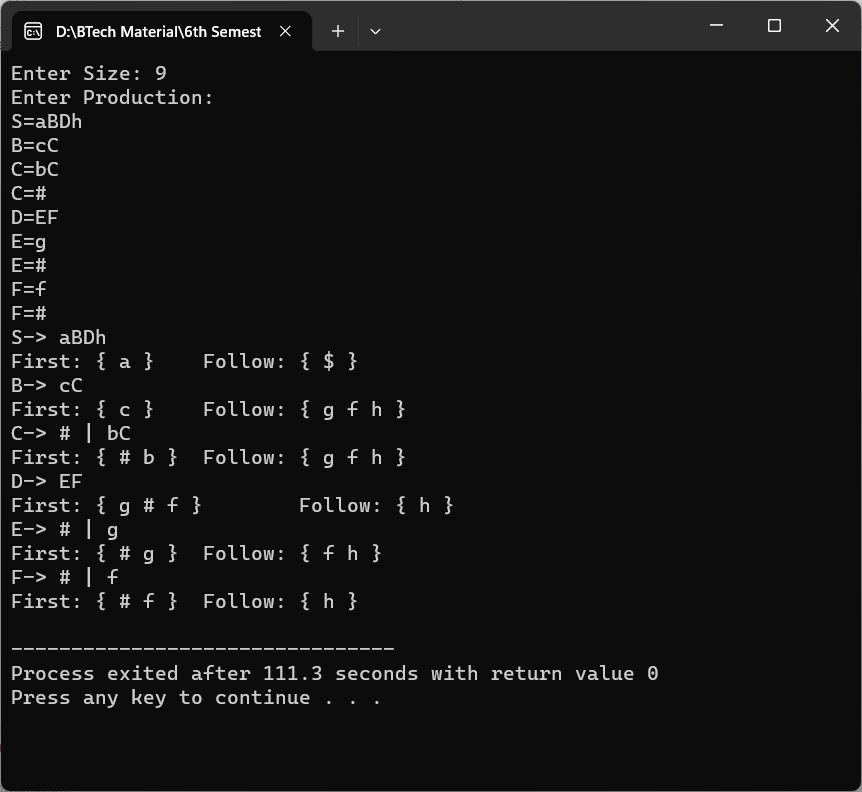 D:\BTech Material\6th Semest
Enter Size: 9
Enter Production:
S=aBDh
B=cC
C=bC
C=#
D=EF
E=g
E=#
F=f
F=#
S-> aBDh
First: { a }    Follow: { $ }
B-> cC
First: { c }    Follow: { g f h }
C-> # | bC
First: { # b }  Follow: { g f h }
D-> EF
First: { g # f }        Follow: { h }
E-> # | g
First: { # g }  Follow: { f h }
F-> # | f
First: { # f }  Follow: { h }
--------------------------------
Process exited after 111.3 seconds with return value 0
Press any key to continue . . .